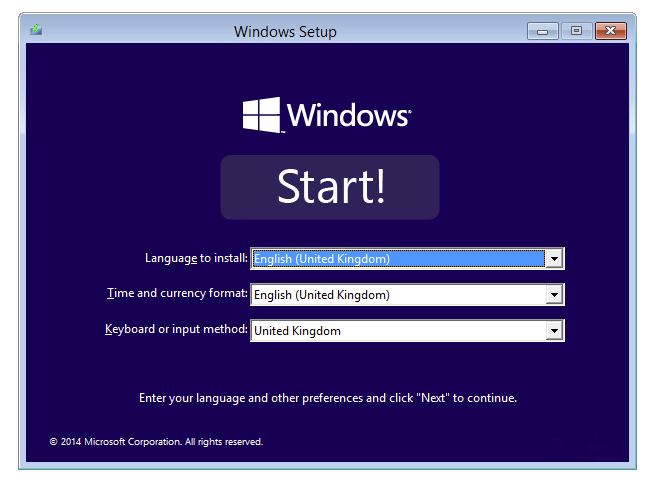 Windows Setup
Windows
Start!
Language to install: English (United Kingdom)
Time and currency format: English (United Kingdom)
Keyboard or input method: United Kingdom
Enter your language and other preferences and click "Next" to continue.
© 2014 Microsoft Corporation. All rights reserved.